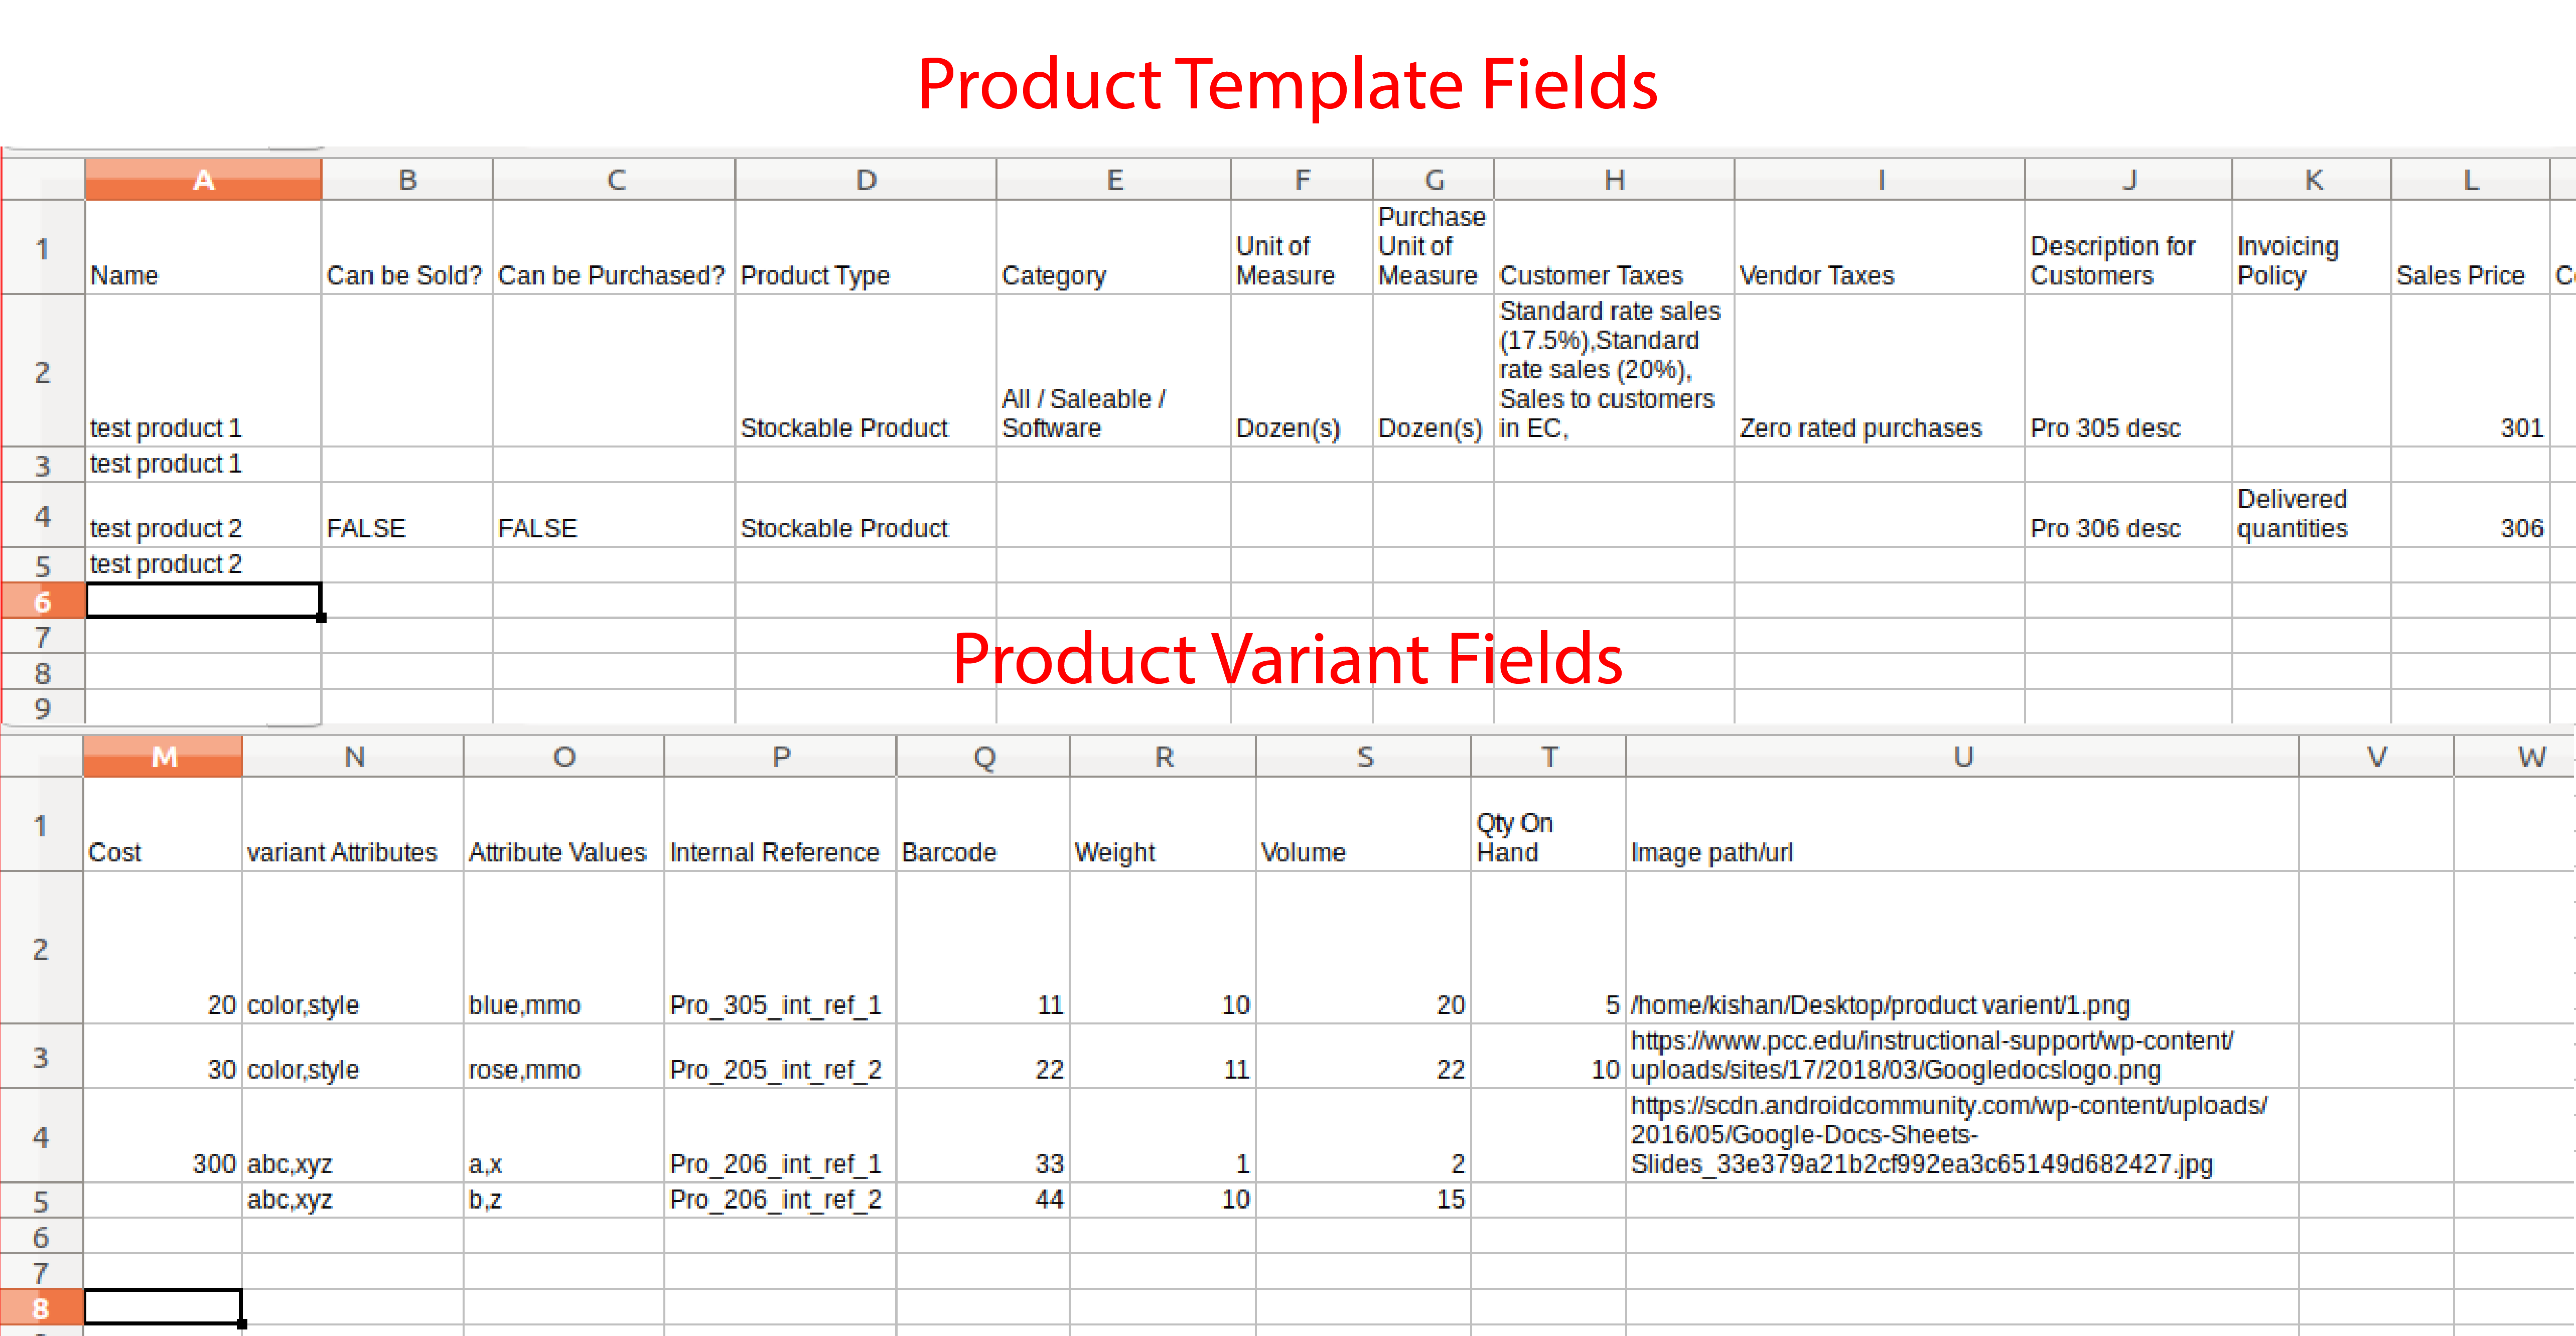 Product Template Fields
A B C D E F G H I J K L
1 Name Can be Sold? Can be Purchased? Product Type Category Unit of Measure Purchase Unit of Measure Customer Taxes Vendor Taxes Description for Customers Invoicing Policy Sales Price
2 test product 1 Stockable Product All / Saleable / Software Dozen(s) Dozen(s) Standard rate sales (17.5%),Standard rate sales (20%), Sales to customers in EC, Zero rated purchases Pro 305 desc 301
3 test product 1
4 test product 2 FALSE FALSE Stockable Product Pro 306 desc Delivered quantities 306
5 test product 2
6
7
Product Variant Fields
8
9
M N O P Q R S T U V W
1 Cost variant Attributes Attribute Values Internal Reference Barcode Weight Volume Qty On Hand Image path/url
2 20 color,style blue,mmo Pro_305_int_ref_1 11 10 20 5 /home/kishan/Desktop/product varient/1.png
3 30 color,style rose,mmo Pro_205_int_ref_2 22 11 22 10 https://www.pcc.edu/instructional-support/wp-content/uploads/sites/17/2018/03/Googledocslogo.png
4 300 abc,xyz a,x Pro_206_int_ref_1 33 1 2 https://scdn.androidcommunity.com/wp-content/uploads/2016/05/Google-Docs-Sheets-Slides_33e379a21b2cf992ea3c65149d682427.jpg
5 abc,xyz b,z Pro_206_int_ref_2 44 10 15
6
7
8